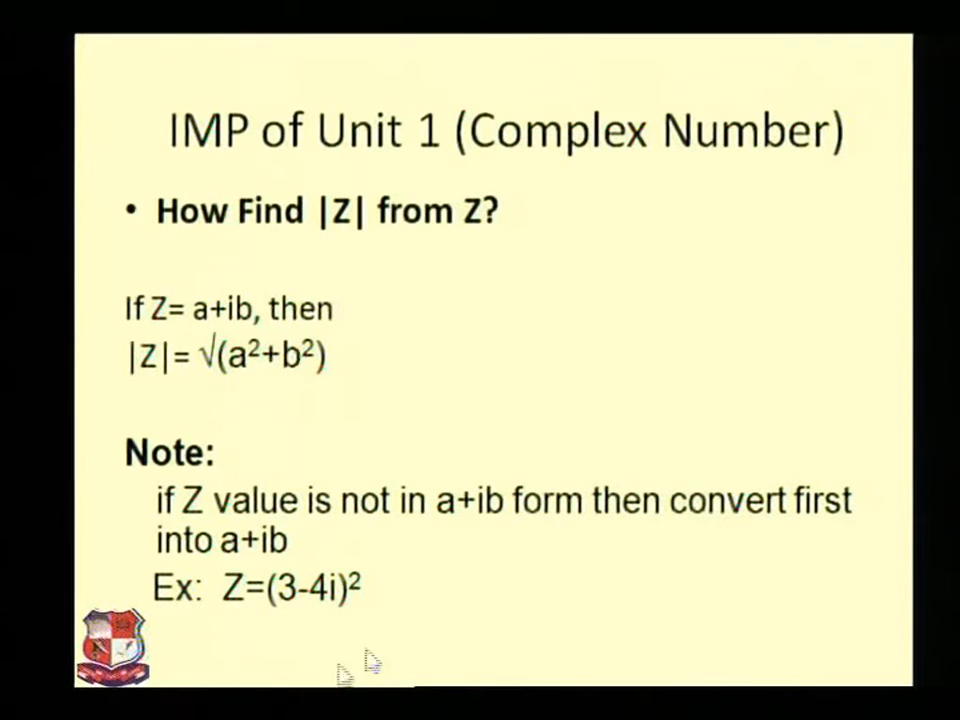 IMP of Unit 1 (Complex Number)
• How Find |Z| from Z?
If Z= a+ib, then
|Z|= √(a²+b²)
Note:
if Z value is not in a+ib form then convert first
into a+ib
Ex: Z=(3-4i)²